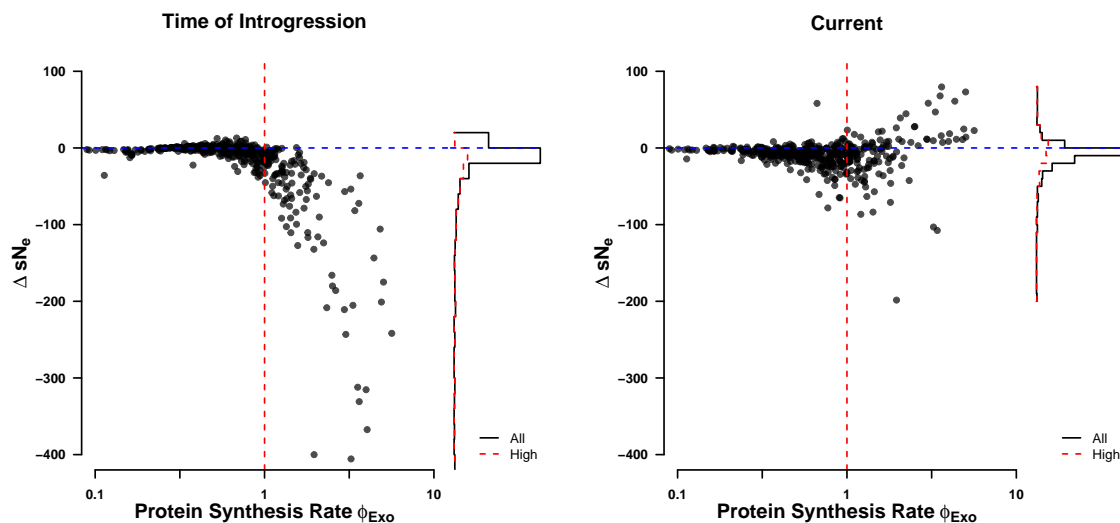 Time of Introgression
100
0
−100
−200
−300
−400
Δ sNe
0.1 1 10
Protein Synthesis Rate ϕExo
All
High
Current
100
0
−100
−200
−300
−400
Δ sNe
0.1 1 10
Protein Synthesis Rate ϕExo
All
High